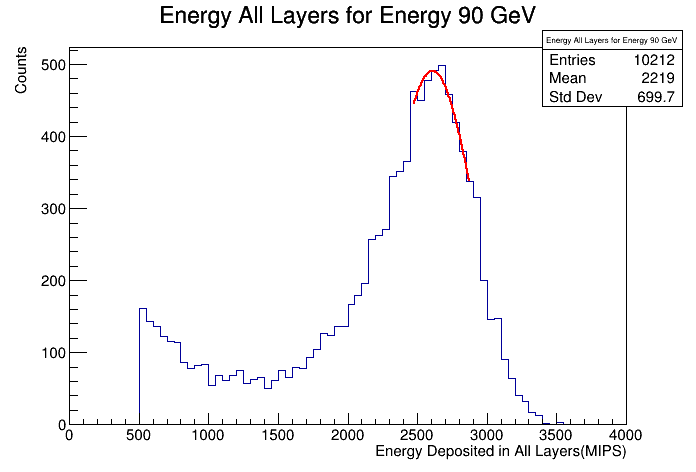 Energy All Layers for Energy 90 GeV
Energy All Layers for Energy 90 GeV
Entries 10212
Mean 2219
Std Dev 699.7
Counts
500
400
300
200
100
0
0 500 1000 1500 2000 2500 3000 3500 4000
Energy Deposited in All Layers(MIPS)